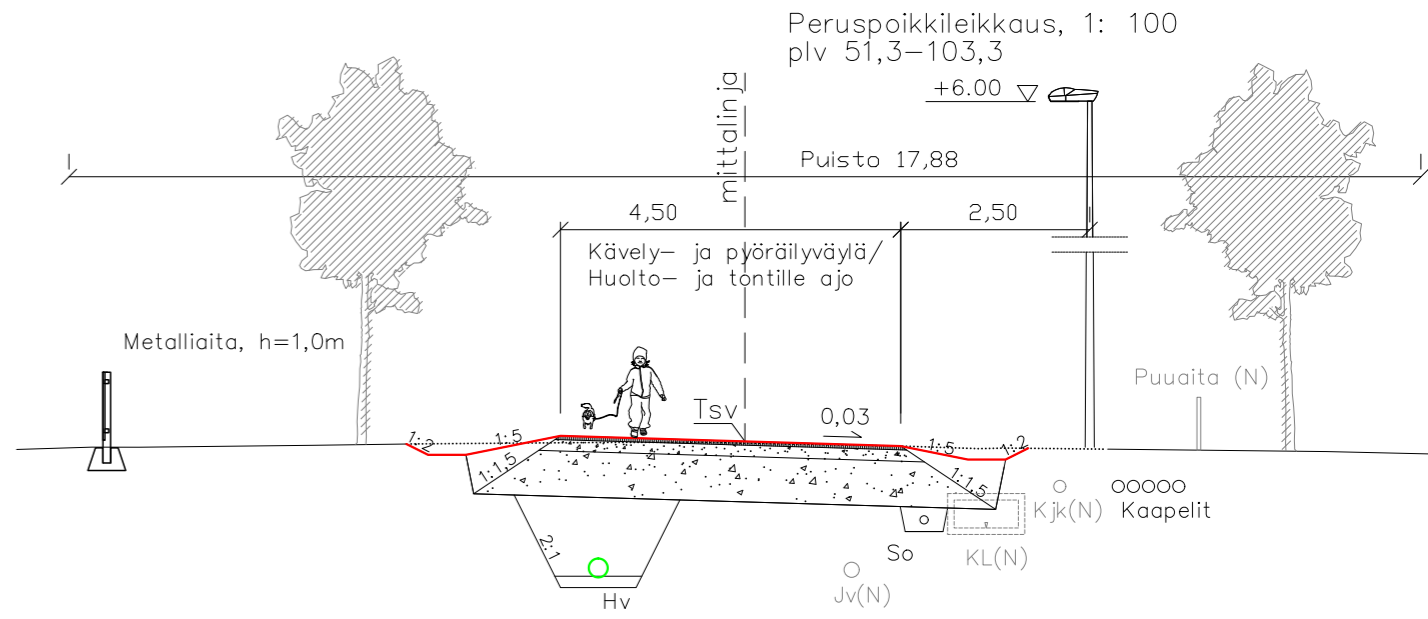 Peruspoikkileikkaus, 1: 100
plv 51,3-103,3
+6.00
mittalinja
Puisto 17,88
4,50
2,50
Kävely- ja pyöräilyväylä/
Huolto- ja tontille ajo
Metalliaita, h=1,0m
Puuaita (N)
Tsv
0,03
1:2
1:5
1:5
1:2
1:1,5
1:1,5
Kjk(N)
Kaapelit
2:1
So
KL(N)
Jv(N)
Hv